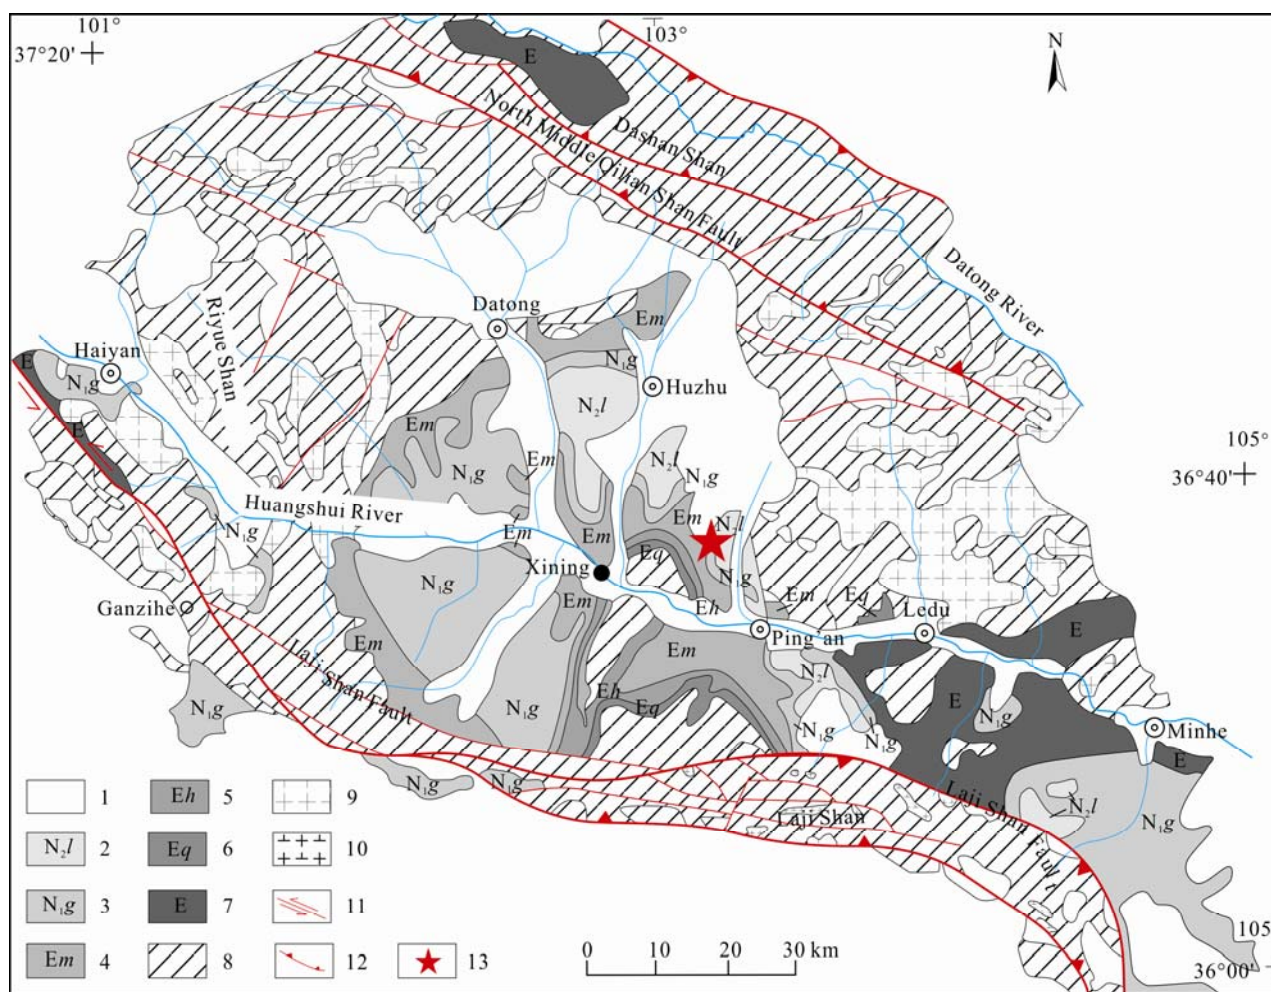 101°
37°20'
103°
N
E
Dashan Shan
North Middle Qilian Shan Fault
Datong River
Riyue Shan
Datong
Em
N₁g
Huzhu
Haiyan
E
N₁g
E
N₂l
Em
N₁g
Em
N₂l
N₁g
105°
36°40'
Huangshui River
N₁g
Em
Em
Em
N₂l
Eq
Xining
N₁g
N₁g
Ganzihe
Em
Eh
Em
Eq
Ledu
Ping'an
E
Em
Laji Shan Fault
Em
N₂l
Eh
Eq
E
N₁g
N₁g
N₁g
N₁g
N₁g
Minhe
E
N₁g
N₁g
Laji Shan
Laji Shan Fault
N₂l
N₁g
1
Eh 5
9
N₂l 2
Eq 6
10
N₁g 3
E 7
11
Em 4
8
12
13
0 10 20 30 km
105
36°00'